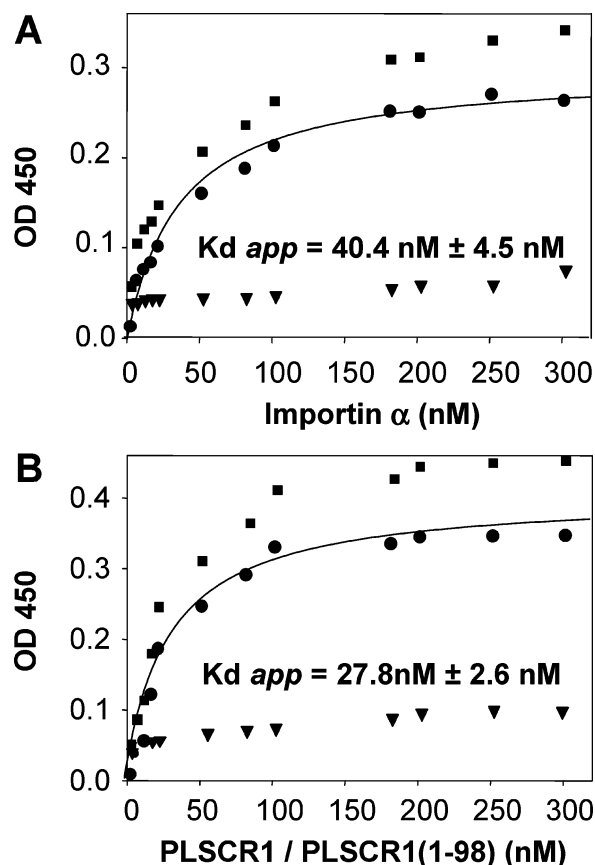 A
OD 450
0.3
0.2
0.1
0.0
Kd app = 40.4 nM ± 4.5 nM
0 50 100 150 200 250 300
Importin α (nM)
B
OD 450
0.4
0.3
0.2
0.1
0.0
Kd app = 27.8nM ± 2.6 nM
0 50 100 150 200 250 300
PLSCR1 / PLSCR1(1-98) (nM)